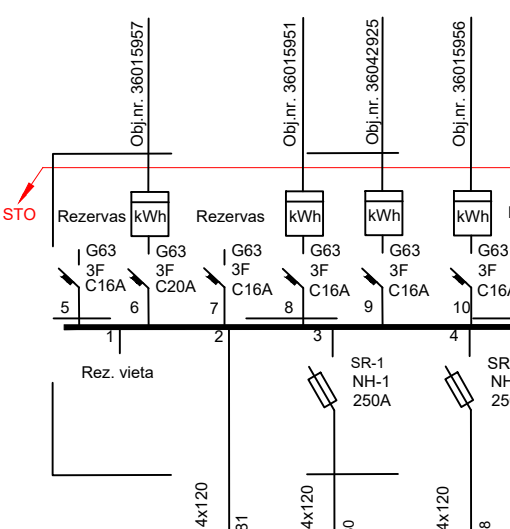 Obj.nr. 36015957
Obj.nr. 36015951
Obj.nr. 36042925
Obj.nr. 36015956
STO
Rezervas
kWh
Rezervas
kWh
kWh
kWh
G63
3F
C16A
G63
3F
C20A
G63
3F
C16A
G63
3F
C16A
G63
3F
C16A
G63
3F
C16A
5
6
7
8
9
10
1
2
3
4
Rez. vieta
SR-1
NH-1
250A
4x120
4x120
4x120